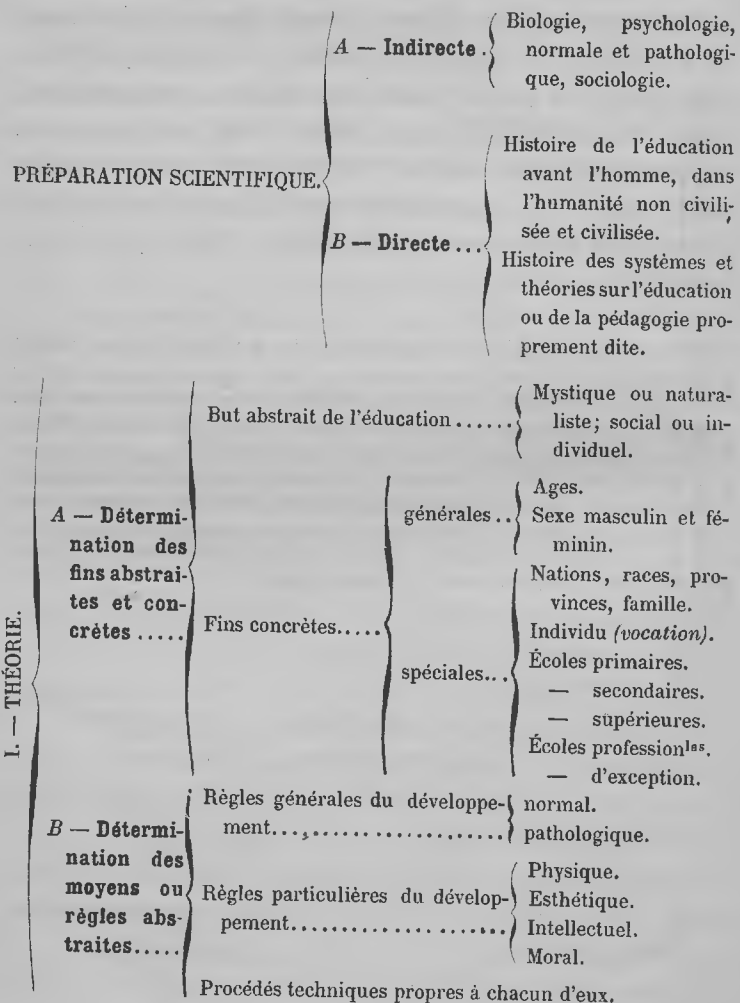 Biologie, psychologie,
A — Indirecte . normale et pathologi-
que, sociologie.
PRÉPARATION SCIENTIFIQUE.
Histoire de l'éducation
avant l'homme, dans
l'humanité non civili-
B — Directe ... sée et civilisée.
Histoire des systèmes et
théories sur l'éducation
ou de la pédagogie pro-
prement dite.
I. — THÉORIE.
A — Détermi-
nation des
fins abstrai-
tes et con-
crètes .....
But abstrait de l'éducation ......
Mystique ou natura-
liste; social ou in-
dividuel.
Fins concrètes.....
générales ..
Ages.
Sexe masculin et fé-
minin.
spéciales...
Nations, races, pro-
vinces, famille.
Individu (vocation).
Écoles primaires.
— secondaires.
— supérieures.
Écoles professionles.
— d'exception.
B — Détermi-
nation des
moyens ou
règles abs-
traites.....
Règles générales du développe-
ment........................
normal.
pathologique.
Règles particulières du dévelop-
pement......................
Physique.
Esthétique.
Intellectuel.
Moral.
Procédés techniques propres à chacun d'eux.